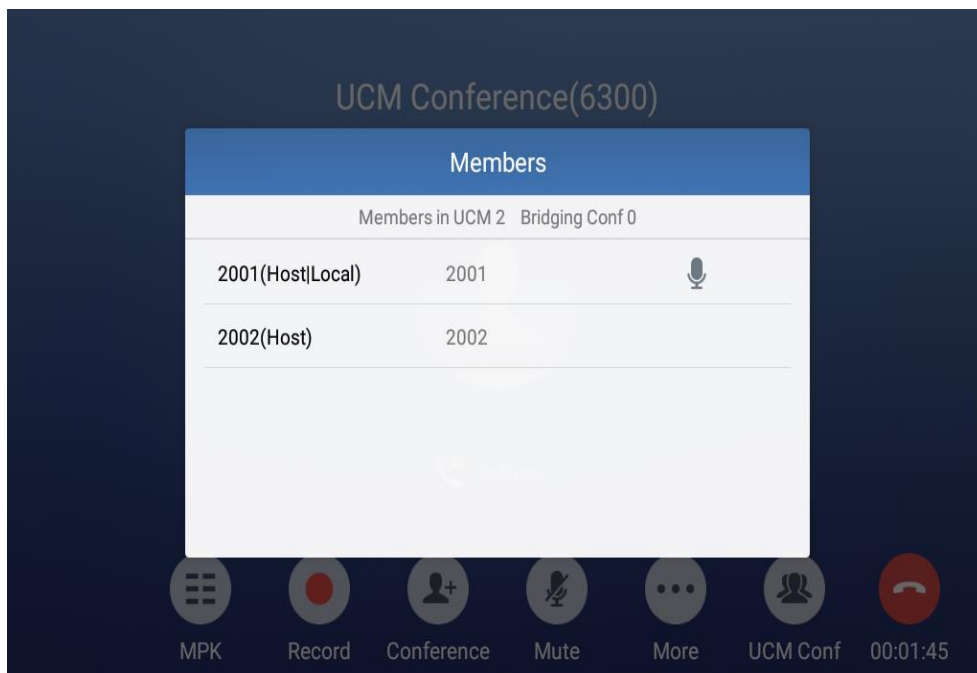 UCM Conference(6300)
Members
Members in UCM 2 Bridging Conf 0
2001(Host|Local) 2001
2002(Host) 2002
MPK Record Conference Mute More UCM Conf 00:01:45